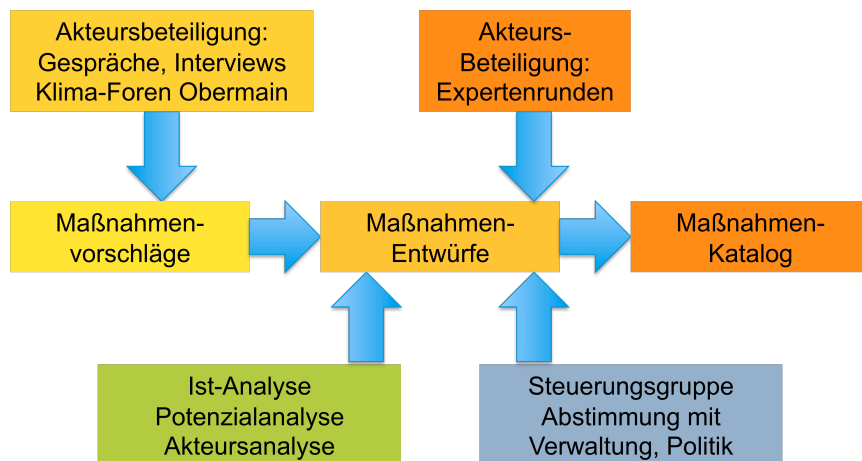 Akteursbeteiligung:
Gespräche, Interviews
Klima-Foren Obermain
Akteurs-
Beteiligung:
Expertenrunden
Maßnahmen-
vorschläge
Maßnahmen-
Entwürfe
Maßnahmen-
Katalog
Ist-Analyse
Potenzialanalyse
Akteursanalyse
Steuerungsgruppe
Abstimmung mit
Verwaltung, Politik